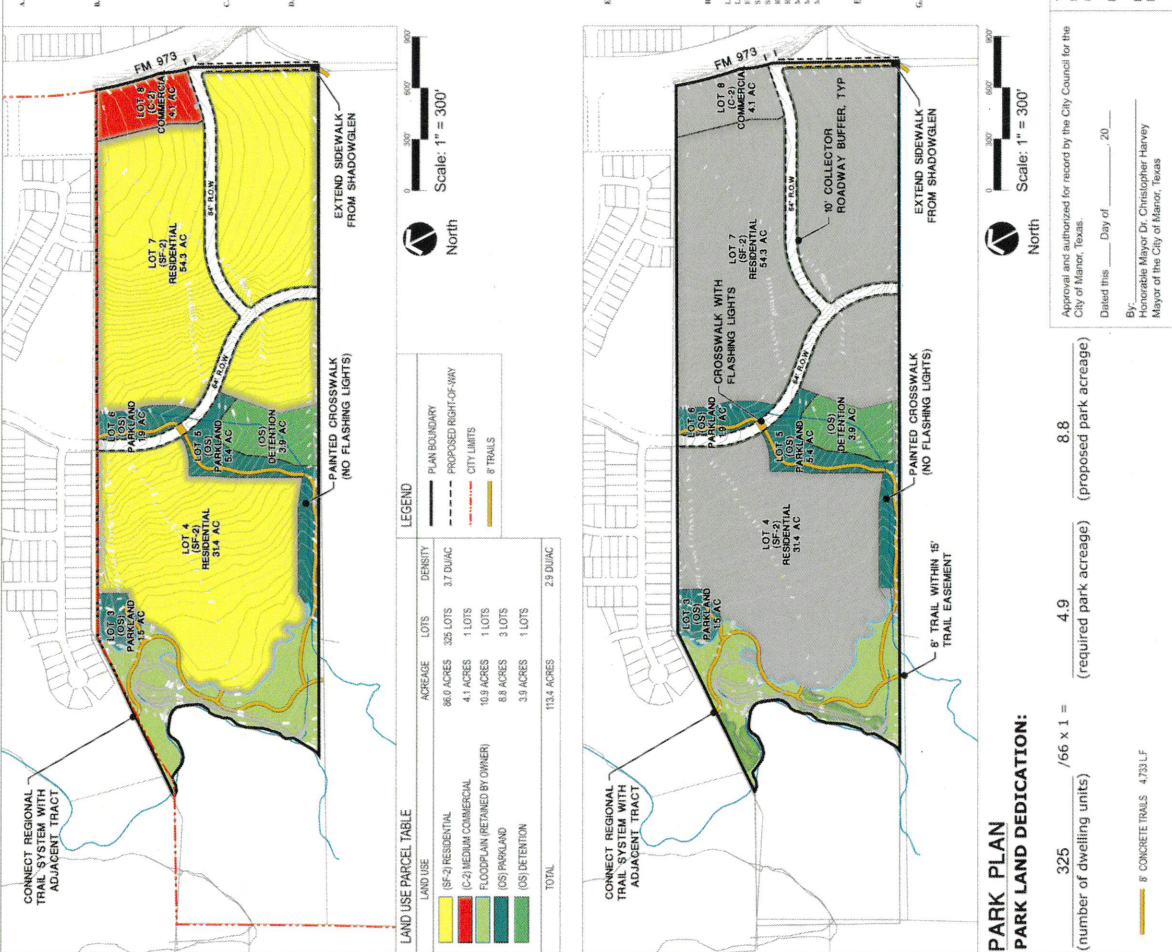 CONNECT REGIONAL
TRAIL SYSTEM WITH
ADJACENT TRACT
FM 973
LOT 8
(C-2)
COMMERCIAL
4.1 AC
LOT 7
(SF-2)
RESIDENTIAL
54.3 AC
64' R.O.W
64' R.O.W
LOT 6
(OS)
PARKLAND
1.9 AC
LOT 5
(OS)
PARKLAND
5.4 AC
(OS)
DETENTION
3.9 AC
LOT 4
(SF-2)
RESIDENTIAL
31.4 AC
LOT 3
(OS)
PARKLAND
1.5 AC
EXTEND SIDEWALK
FROM SHADOWGLEN
PAINTED CROSSWALK
(NO FLASHING LIGHTS)
North
0 300' 600' 900'
Scale: 1" = 300'
A.
B.
C.
D.
LAND USE PARCEL TABLE
LAND USE ACREAGE LOTS DENSITY
(SF-2) RESIDENTIAL 86.0 ACRES 325 LOTS 3.7 DU/AC
(C-2) MEDIUM COMMERCIAL 4.1 ACRES 1 LOTS
FLOODPLAIN (RETAINED BY OWNER) 10.9 ACRES 1 LOTS
(OS) PARKLAND 8.8 ACRES 3 LOTS
(OS) DETENTION 3.9 ACRES 1 LOTS
TOTAL 113.4 ACRES 2.9 DU/AC
LEGEND
PLAN BOUNDARY
PROPOSED RIGHT-OF-WAY
CITY LIMITS
8' TRAILS
CONNECT REGIONAL
TRAIL SYSTEM WITH
ADJACENT TRACT
FM 973
LOT 8
(C-2)
COMMERCIAL
4.1 AC
LOT 7
(SF-2)
RESIDENTIAL
54.3 AC
64' R.O.W
64' R.O.W
10' COLLECTOR
ROADWAY BUFFER, TYP
CROSSWALK WITH
FLASHING LIGHTS
LOT 6
(OS)
PARKLAND
1.9 AC
LOT 5
(OS)
PARKLAND
5.4 AC
(OS)
DETENTION
3.9 AC
LOT 4
(SF-2)
RESIDENTIAL
31.4 AC
LOT 3
(OS)
PARKLAND
1.5 AC
EXTEND SIDEWALK
FROM SHADOWGLEN
PAINTED CROSSWALK
(NO FLASHING LIGHTS)
8' TRAIL WITHIN 15'
TRAIL EASEMENT
North
0 300' 600' 900'
Scale: 1" = 300'
PARK PLAN
PARK LAND DEDICATION:
325 /66 x 1 = 4.9 8.8
(number of dwelling units) (required park acreage) (proposed park acreage)
8' CONCRETE TRAILS 4,733 LF
Approval and authorized for record by the City Council for the
City of Manor, Texas.
Dated this ____ Day of ____, 20 __
By:
Honorable Mayor Dr. Christopher Harvey
Mayor of the City of Manor, Texas